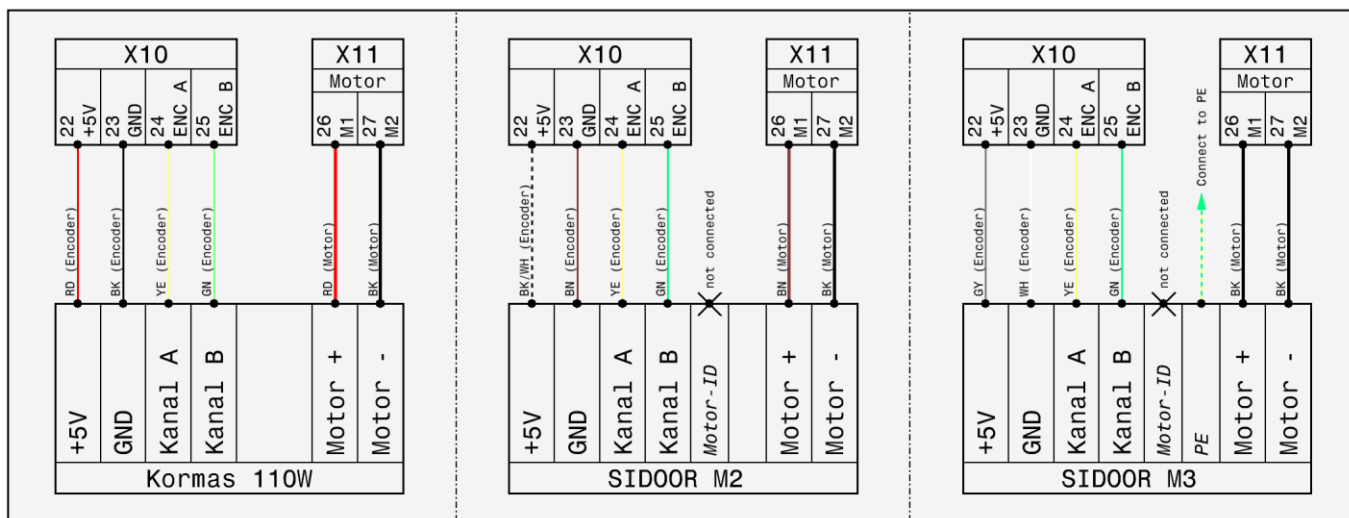 X10
X11
Motor
22
+5V
23
GND
24
ENC A
25
ENC B
26
M1
27
M2
RD (Encoder)
BK (Encoder)
YE (Encoder)
GN (Encoder)
RD (Motor)
BK (Motor)
+5V
GND
Kanal A
Kanal B
Motor +
Motor -
Kormas 110W
X10
X11
Motor
22
+5V
23
GND
24
ENC A
25
ENC B
26
M1
27
M2
BK/WH (Encoder)
BN (Encoder)
YE (Encoder)
GN (Encoder)
not connected
BN (Motor)
BK (Motor)
+5V
GND
Kanal A
Kanal B
Motor-ID
Motor +
Motor -
SIDOOR M2
X10
X11
Motor
22
+5V
23
GND
24
ENC A
25
ENC B
26
M1
27
M2
GY (Encoder)
WH (Encoder)
YE (Encoder)
GN (Encoder)
not connected
Connect to PE
BK (Motor)
BK (Motor)
+5V
GND
Kanal A
Kanal B
Motor-ID
PE
Motor +
Motor -
SIDOOR M3